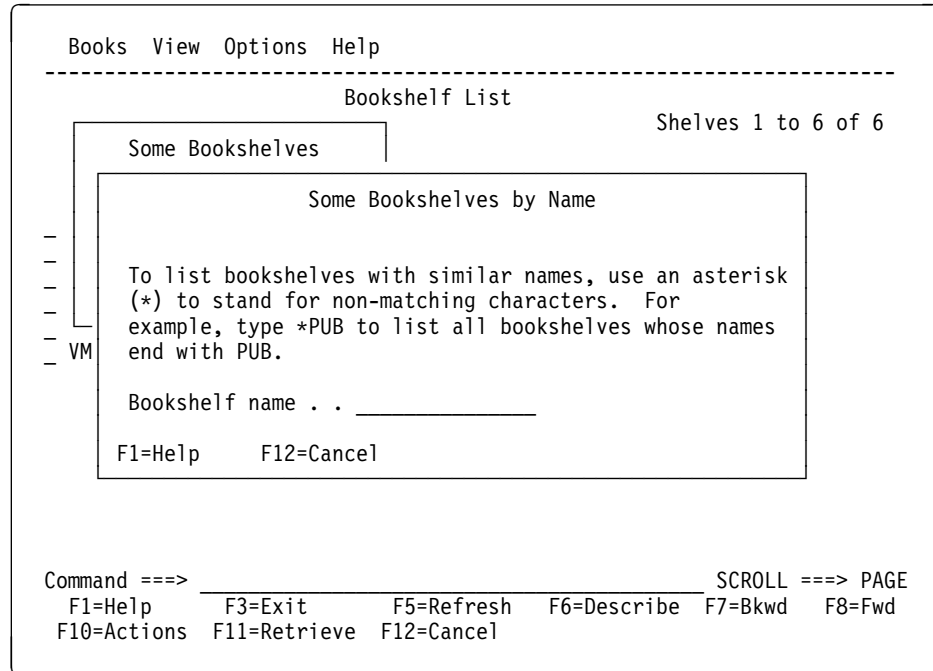 Books  View  Options  Help
Bookshelf List
Shelves 1 to 6 of 6
Some Bookshelves
Some Bookshelves by Name
To list bookshelves with similar names, use an asterisk
(*) to stand for non-matching characters.  For
example, type *PUB to list all bookshelves whose names
VM end with PUB.
Bookshelf name . . _______________
F1=Help     F12=Cancel
Command ===> __________________________________________ SCROLL ===> PAGE
F1=Help      F3=Exit       F5=Refresh   F6=Describe  F7=Bkwd   F8=Fwd
F10=Actions  F11=Retrieve  F12=Cancel